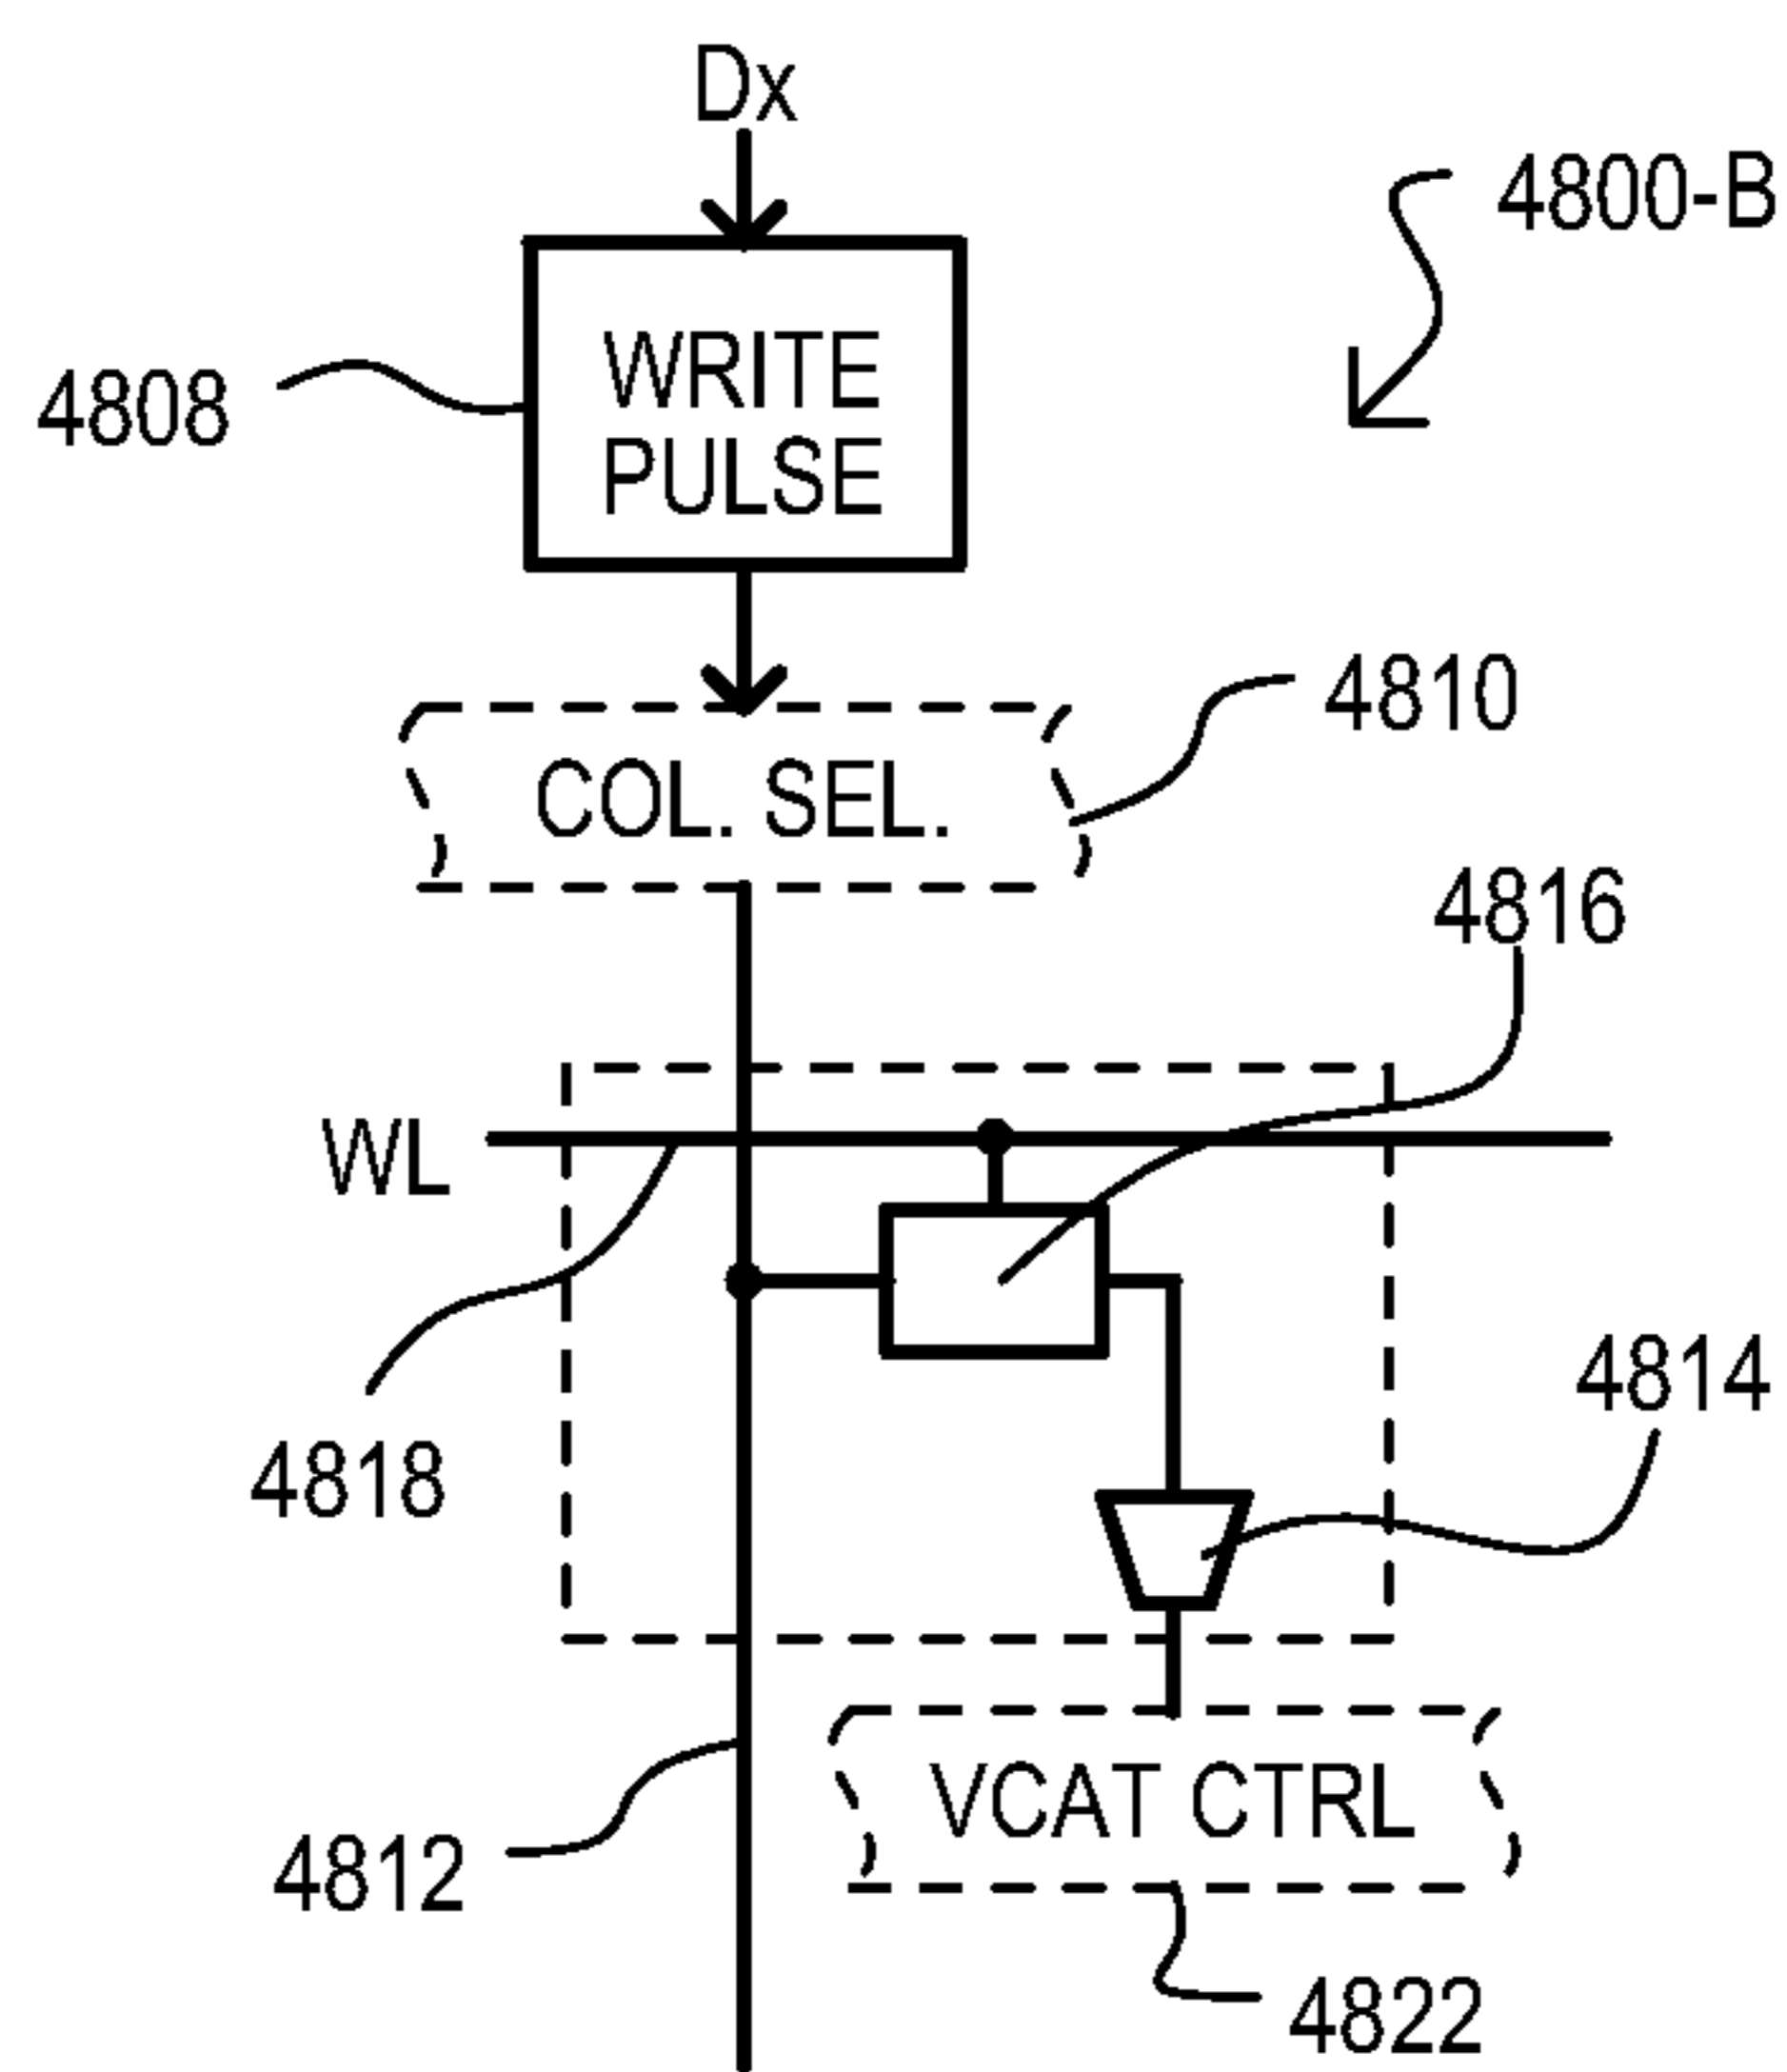 Dx
4800-B
WRITE
PULSE
4808
4810
COL. SEL.
4816
WL
4814
4818
VCAT CTRL
4812
4822